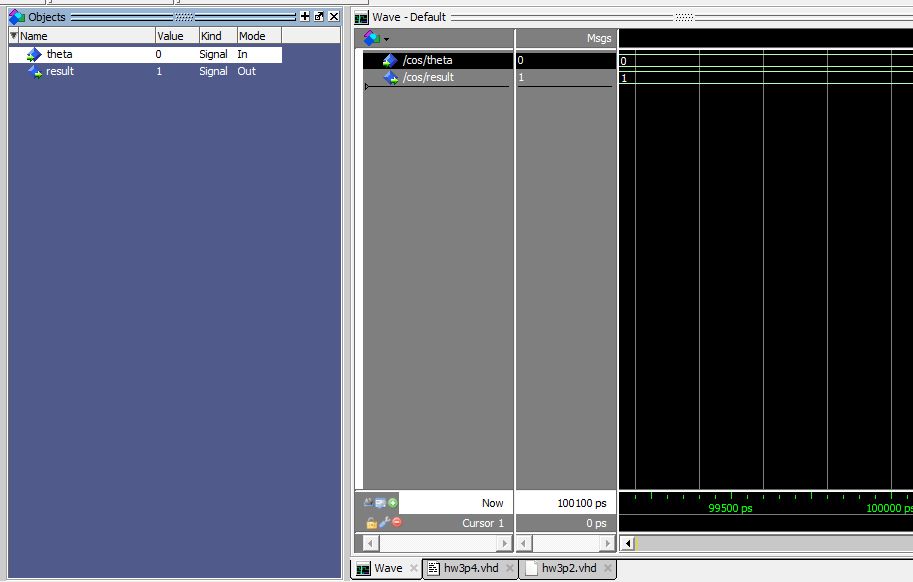 Objects
Name Value Kind Mode
theta 0 Signal In
result 1 Signal Out
Wave - Default
Msgs
/cos/theta 0 0
/cos/result 1 1
Now 100100 ps
Cursor 1 0 ps
99500 ps 100000 ps
Wave hw3p4.vhd hw3p2.vhd